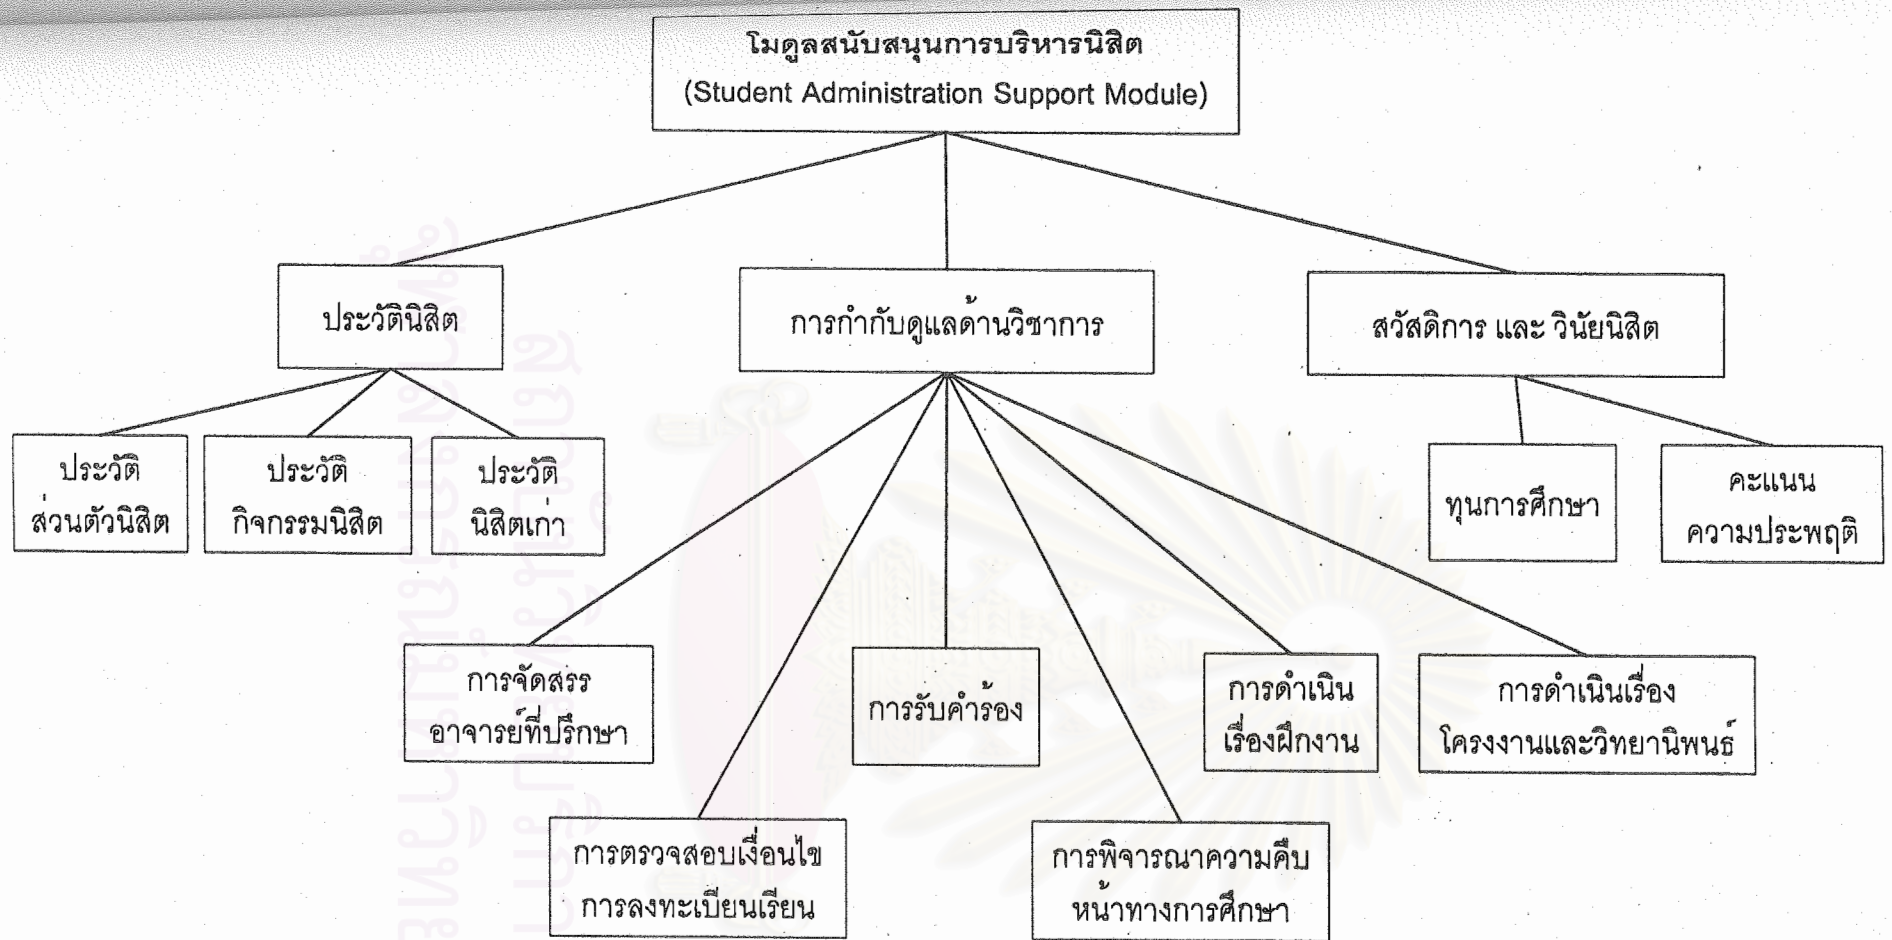 โมดูลสนับสนุนการบริหารนิสิต
(Student Administration Support Module)
ประวัตินิสิต
การกำกับดูแลด้านวิชาการ
สวัสดิการ และ วินัยนิสิต
ประวัติ
ส่วนตัวนิสิต
ประวัติ
กิจกรรมนิสิต
ประวัติ
นิสิตเก่า
ทุนการศึกษา
คะแนน
ความประพฤติ
การจัดสรร
อาจารย์ที่ปรึกษา
การรับคำร้อง
การดำเนิน
เรื่องฝึกงาน
การดำเนินเรื่อง
โครงงานและวิทยานิพนธ์
การตรวจสอบเงื่อนไข
การลงทะเบียนเรียน
การพิจารณาความคืบ
หน้าทางการศึกษา